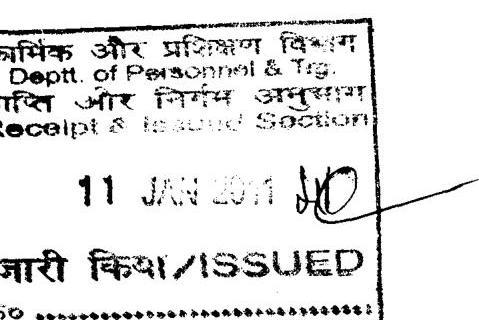 कार्मिक और प्रशिक्षण विभाग
Deptt. of Personnel & Trg.
प्राप्ति और निर्गम अनुभाग
Receipt & Issued Section
11 JAN 2011
जारी किया/ISSUED